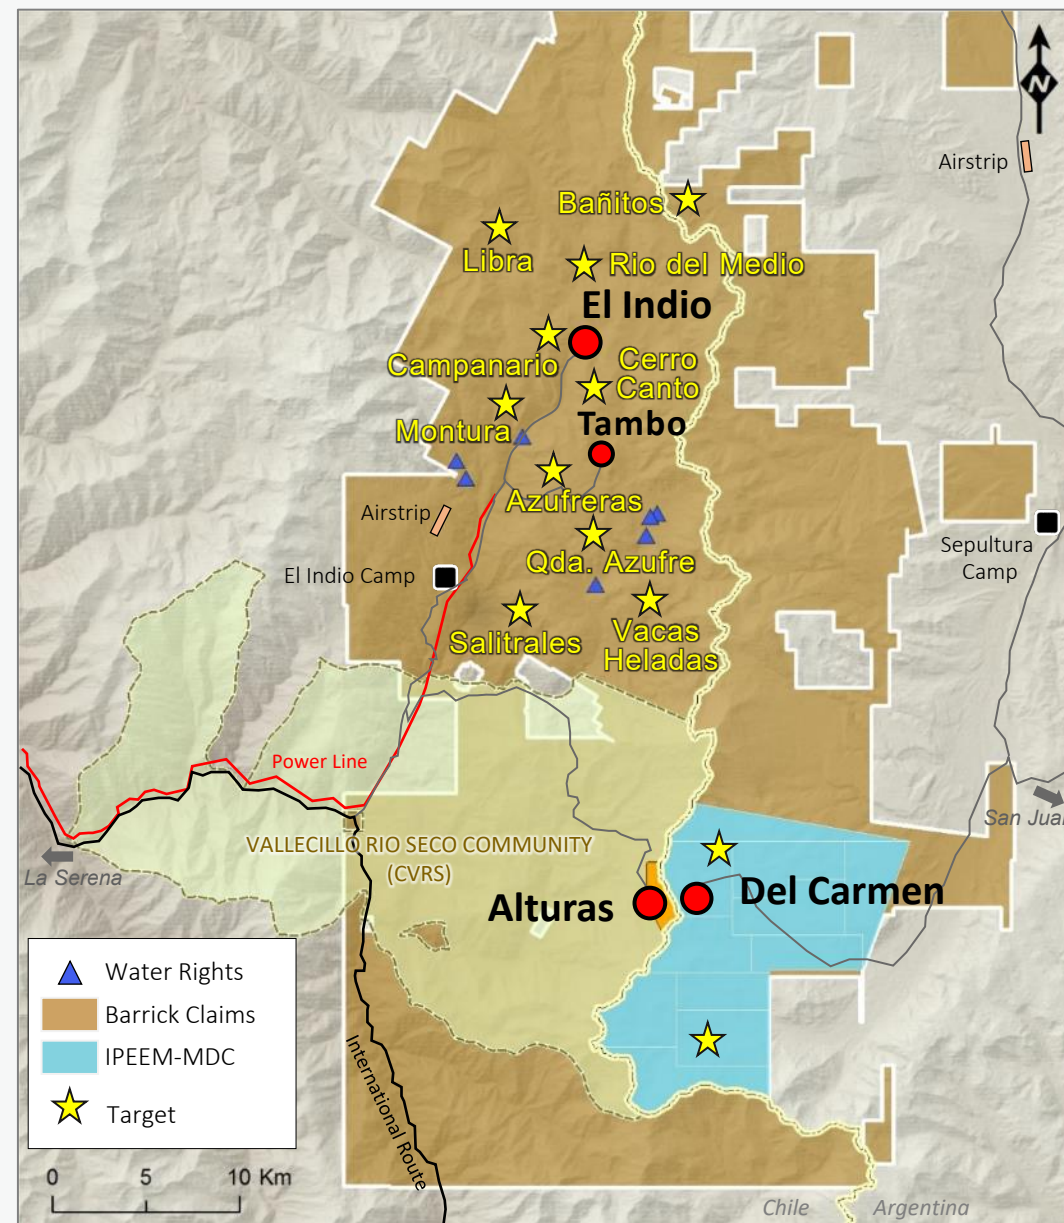 N
Airstrip
Bañitos
Libra
Rio del Medio
El Indio
Campanario
Cerro
Canto
Montura
Tambo
Azufreras
Airstrip
Qda. Azufre
Sepultura
Camp
El Indio Camp
Salitrales
Vacas
Heladas
Power Line
San Juan
VALLECILLO RIO SECO COMMUNITY
(CVRS)
La Serena
Alturas
Del Carmen
Water Rights
Barrick Claims
IPEEM-MDC
Target
International Route
0 5 10 Km
Chile Argentina